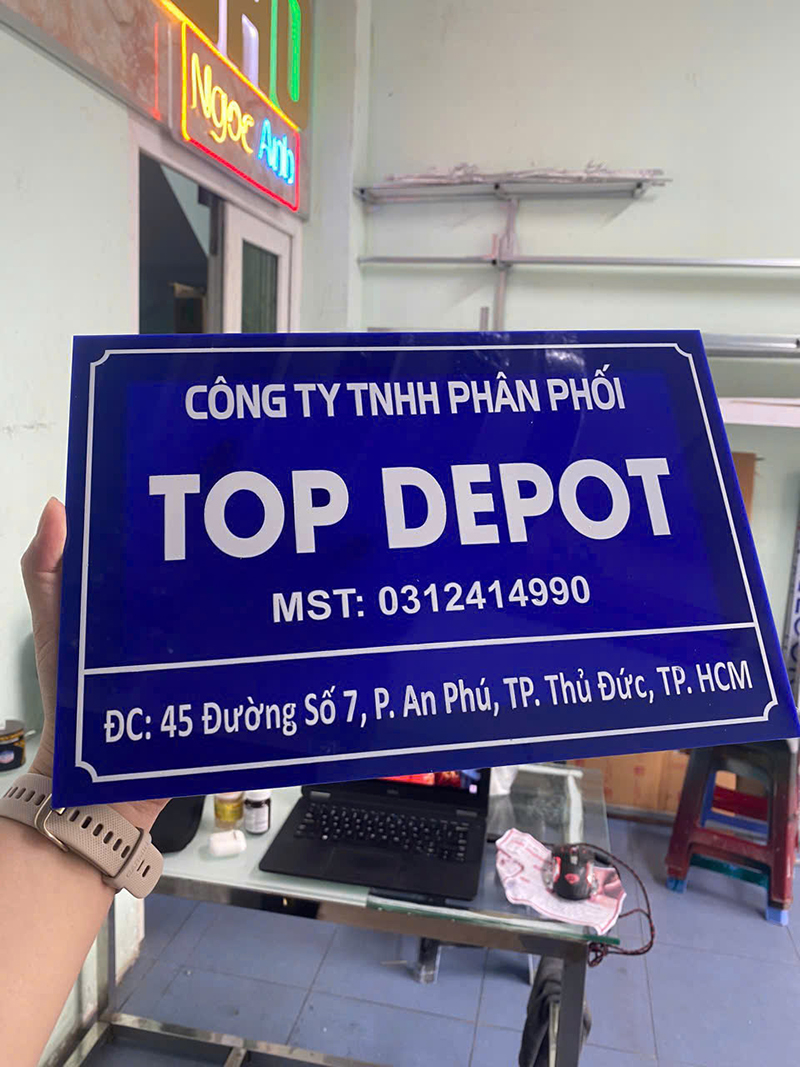 Ngọc Anh
CÔNG TY TNHH PHÂN PHỐI
TOP DEPOT
MST: 0312414990
ĐC: 45 Đường Số 7, P. An Phú, TP. Thủ Đức, TP. HCM